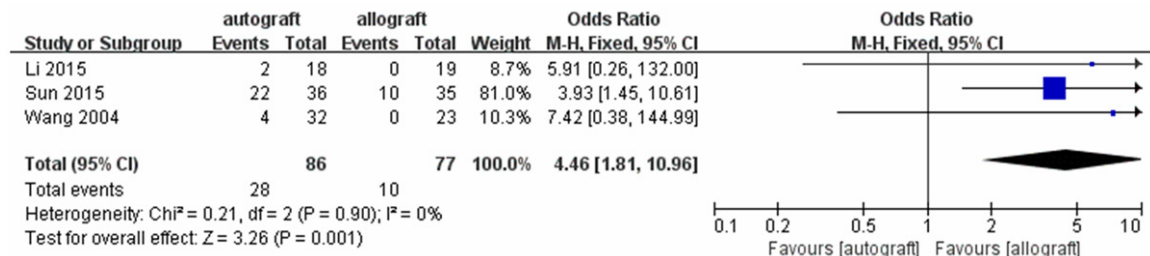 autograft allograft Odds Ratio Odds Ratio
Study or Subgroup Events Total Events Total Weight M-H, Fixed, 95% CI M-H, Fixed, 95% CI
Li 2015 2 18 0 19 8.7% 5.91 [0.26, 132.00]
Sun 2015 22 36 10 35 81.0% 3.93 [1.45, 10.61]
Wang 2004 4 32 0 23 10.3% 7.42 [0.38, 144.99]
Total (95% CI) 86 77 100.0% 4.46 [1.81, 10.96]
Total events 28 10
Heterogeneity: Chi² = 0.21, df = 2 (P = 0.90); I² = 0%
Test for overall effect: Z = 3.26 (P = 0.001)
0.1 0.2 0.5 1 2 5 10
Favours [autograft] Favours [allograft]